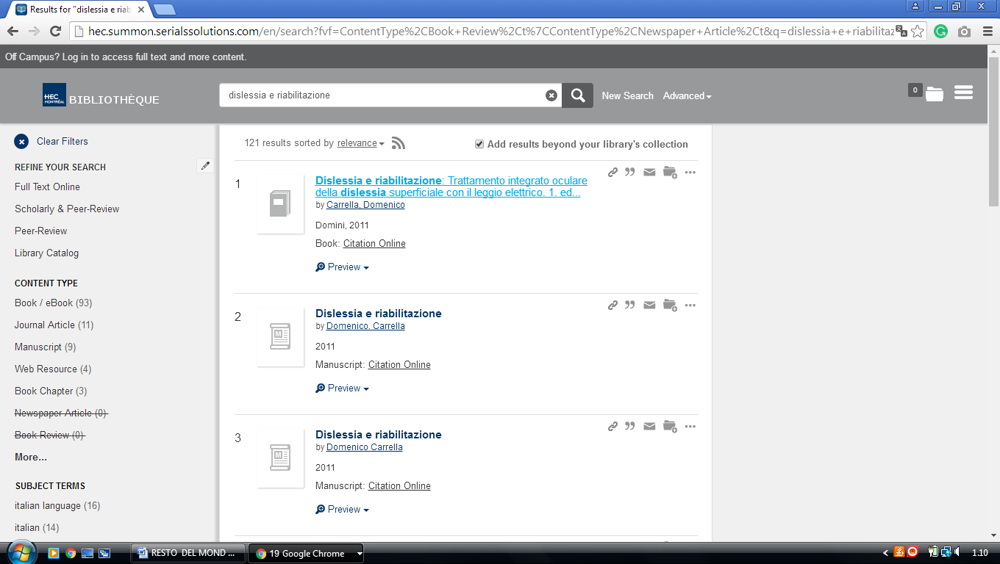 Results for "dislessia e riab
hec.summon.serialssolutions.com/en/search?fvf=ContentType%2CBook+Review%2Ct%7CContentType%2CNewspaper+Article%2Ct&q=dislessia+e+riabilitaz
Off Campus? Log in to access full text and more content.
HEC MONTRÉAL BIBLIOTHÈQUE
dislessia e riabilitazione
New Search
Advanced
0
Clear Filters
REFINE YOUR SEARCH
Full Text Online
Scholarly & Peer-Review
Peer-Review
Library Catalog
CONTENT TYPE
Book / eBook (93)
Journal Article (11)
Manuscript (9)
Web Resource (4)
Book Chapter (3)
Newspaper Article (0)
Book Review (0)
More...
SUBJECT TERMS
italian language (16)
italian (14)
121 results sorted by relevance
Add results beyond your library's collection
1
Dislessia e riabilitazione: Trattamento integrato oculare
della dislessia superficiale con il leggio elettrico. 1. ed...
by Carrella, Domenico
Domini, 2011
Book: Citation Online
Preview
2
Dislessia e riabilitazione
by Domenico. Carrella
2011
Manuscript: Citation Online
Preview
3
Dislessia e riabilitazione
by Domenico Carrella
2011
Manuscript: Citation Online
Preview
RESTO DEL MOND ...
19 Google Chrome
1.10